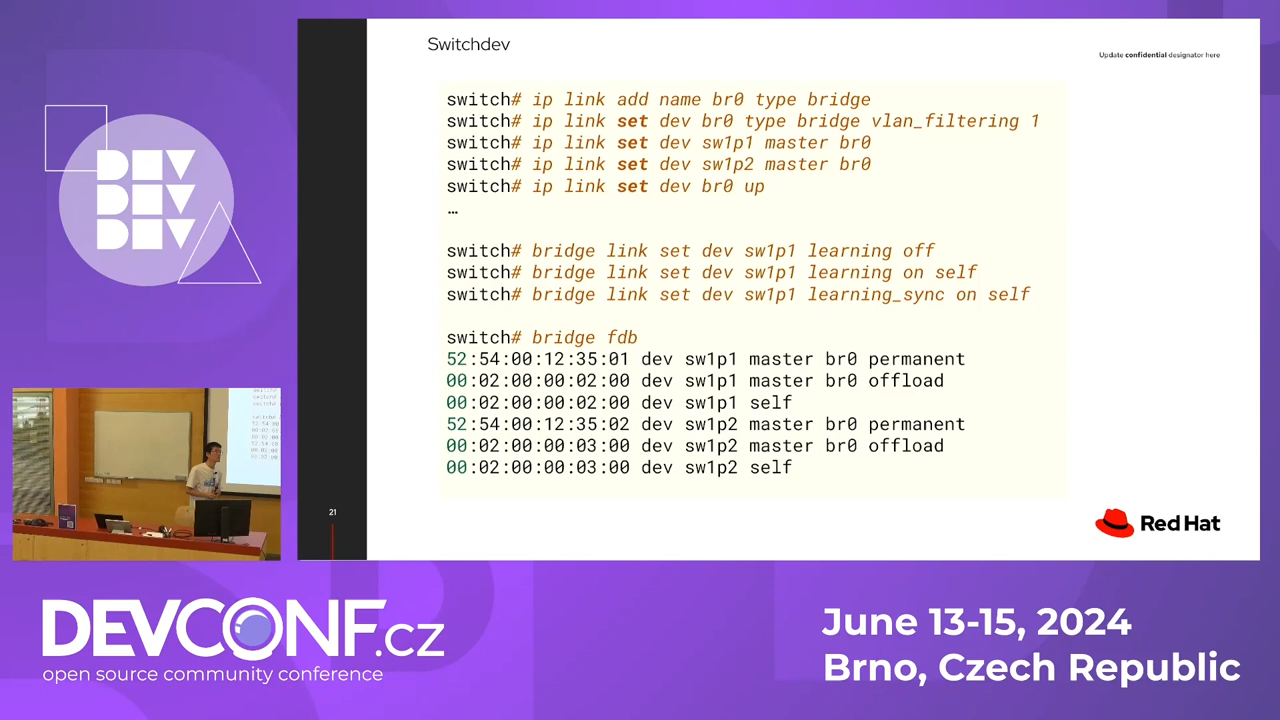 Switchdev
Update confidential designator here
switch# ip link add name br0 type bridge
switch# ip link set dev br0 type bridge vlan_filtering 1
switch# ip link set dev sw1p1 master br0
switch# ip link set dev sw1p2 master br0
switch# ip link set dev br0 up
…
switch# bridge link set dev sw1p1 learning off
switch# bridge link set dev sw1p1 learning on self
switch# bridge link set dev sw1p1 learning_sync on self
switch# bridge fdb
52:54:00:12:35:01 dev sw1p1 master br0 permanent
00:02:00:00:02:00 dev sw1p1 master br0 offload
00:02:00:00:02:00 dev sw1p1 self
52:54:00:12:35:02 dev sw1p2 master br0 permanent
00:02:00:00:03:00 dev sw1p2 master br0 offload
00:02:00:00:03:00 dev sw1p2 self
21
Red Hat
DEV
DEV
DEV
DEVCONF.cz
open source community conference
June 13-15, 2024
Brno, Czech Republic